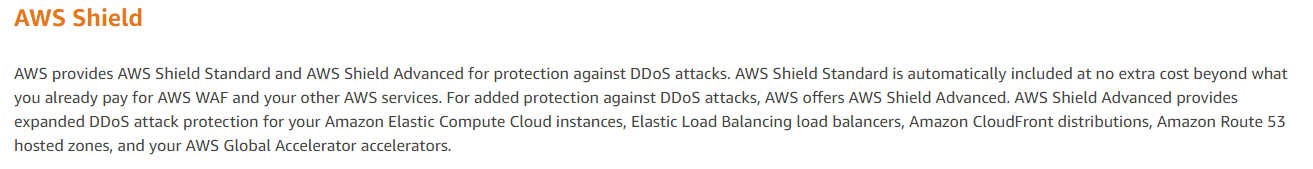 AWS Shield
AWS provides AWS Shield Standard and AWS Shield Advanced for protection against DDoS attacks. AWS Shield Standard is automatically included at no extra cost beyond what
you already pay for AWS WAF and your other AWS services. For added protection against DDoS attacks, AWS offers AWS Shield Advanced. AWS Shield Advanced provides
expanded DDoS attack protection for your Amazon Elastic Compute Cloud instances, Elastic Load Balancing load balancers, Amazon CloudFront distributions, Amazon Route 53
hosted zones, and your AWS Global Accelerator accelerators.